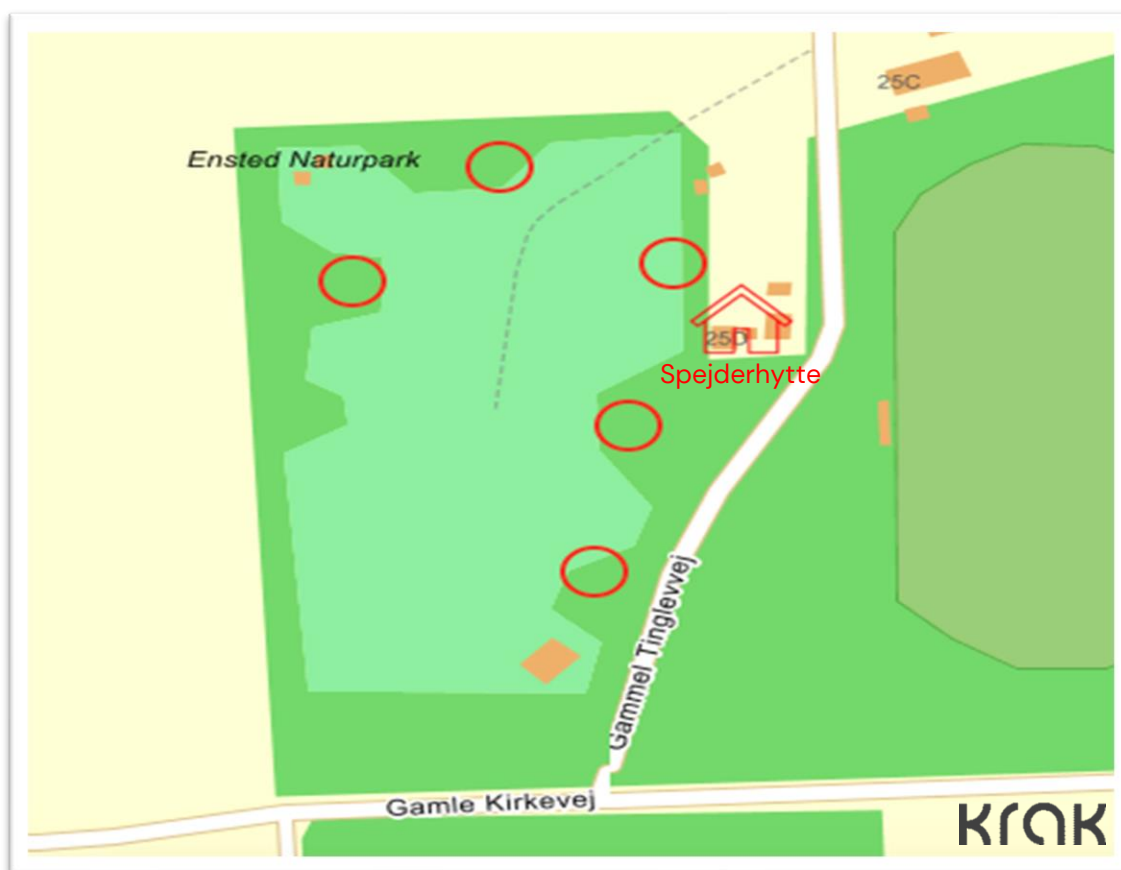 25C
Ensted Naturpark
25D
Spejderhytte
Gammel Tinglevvej
Gamle Kirkevej
krak